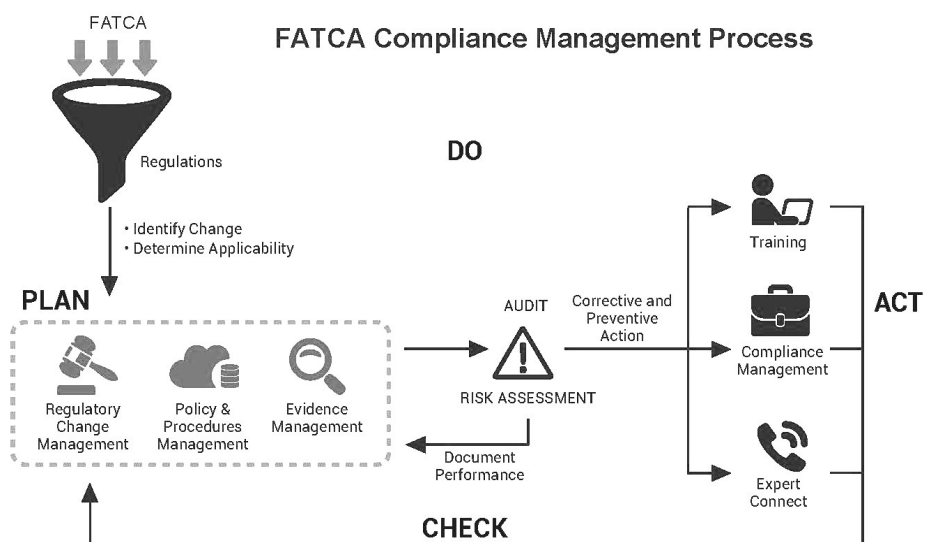 FATCA
FATCA Compliance Management Process
Regulations
DO
• Identify Change
• Determine Applicability
Training
PLAN
AUDIT
Corrective and
Preventive
Action
ACT
Compliance
Management
Regulatory
Change
Management
Policy &
Procedures
Management
Evidence
Management
RISK ASSESSMENT
Document
Performance
Expert
Connect
CHECK